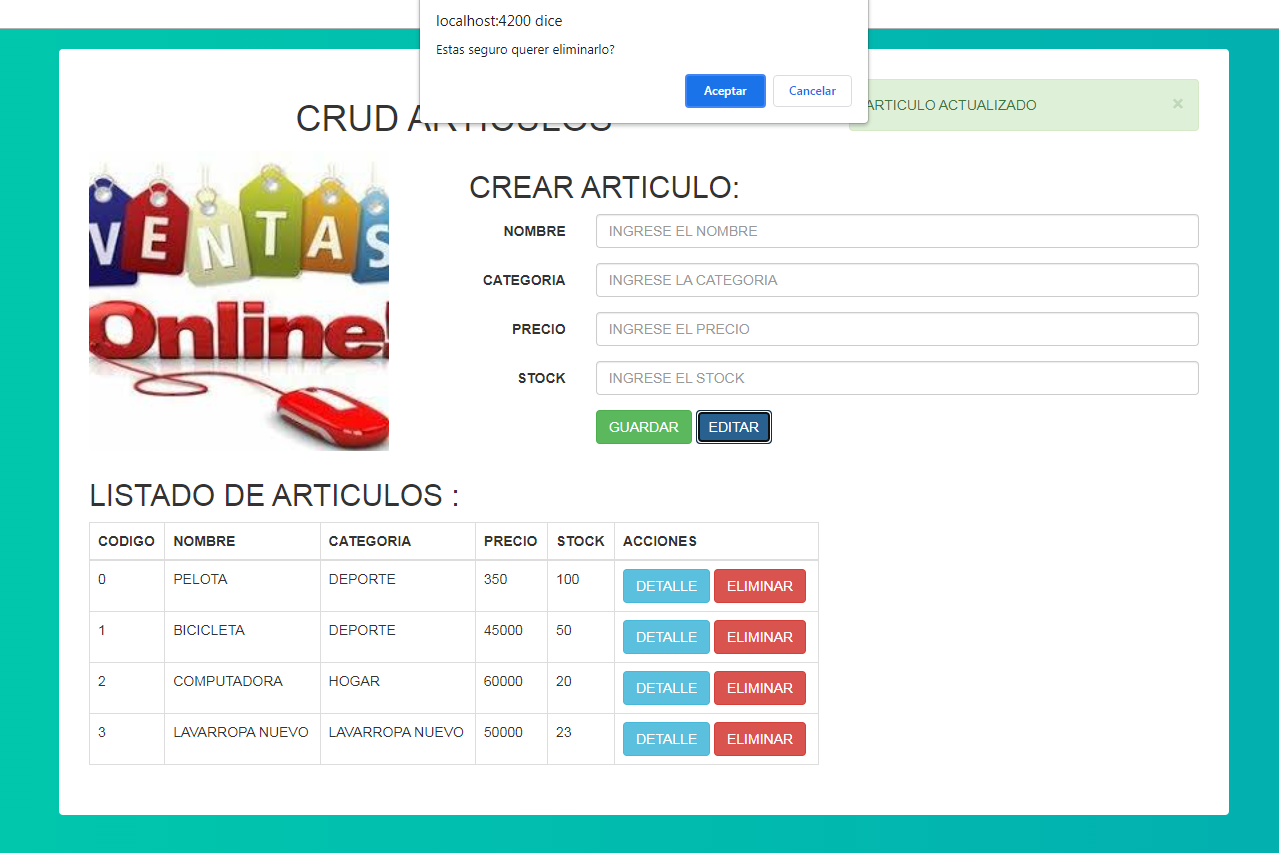 localhost:4200 dice
Estas seguro querer eliminarlo?
Aceptar Cancelar
ARTICULO ACTUALIZADO ×
CRUD ARTICULOS
VENTAS
Online!
CREAR ARTICULO:
NOMBRE INGRESE EL NOMBRE
CATEGORIA INGRESE LA CATEGORIA
PRECIO INGRESE EL PRECIO
STOCK INGRESE EL STOCK
GUARDAR EDITAR
LISTADO DE ARTICULOS :
CODIGO NOMBRE CATEGORIA PRECIO STOCK ACCIONES
0 PELOTA DEPORTE 350 100 DETALLE ELIMINAR
1 BICICLETA DEPORTE 45000 50 DETALLE ELIMINAR
2 COMPUTADORA HOGAR 60000 20 DETALLE ELIMINAR
3 LAVARROPA NUEVO LAVARROPA NUEVO 50000 23 DETALLE ELIMINAR